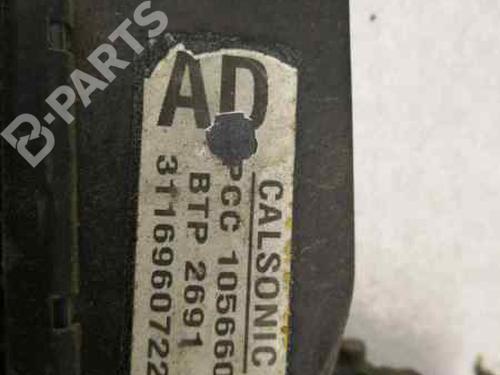 B-PARTS
AD
CALSONIC
PCC 105660
BTP 2691
3116960722